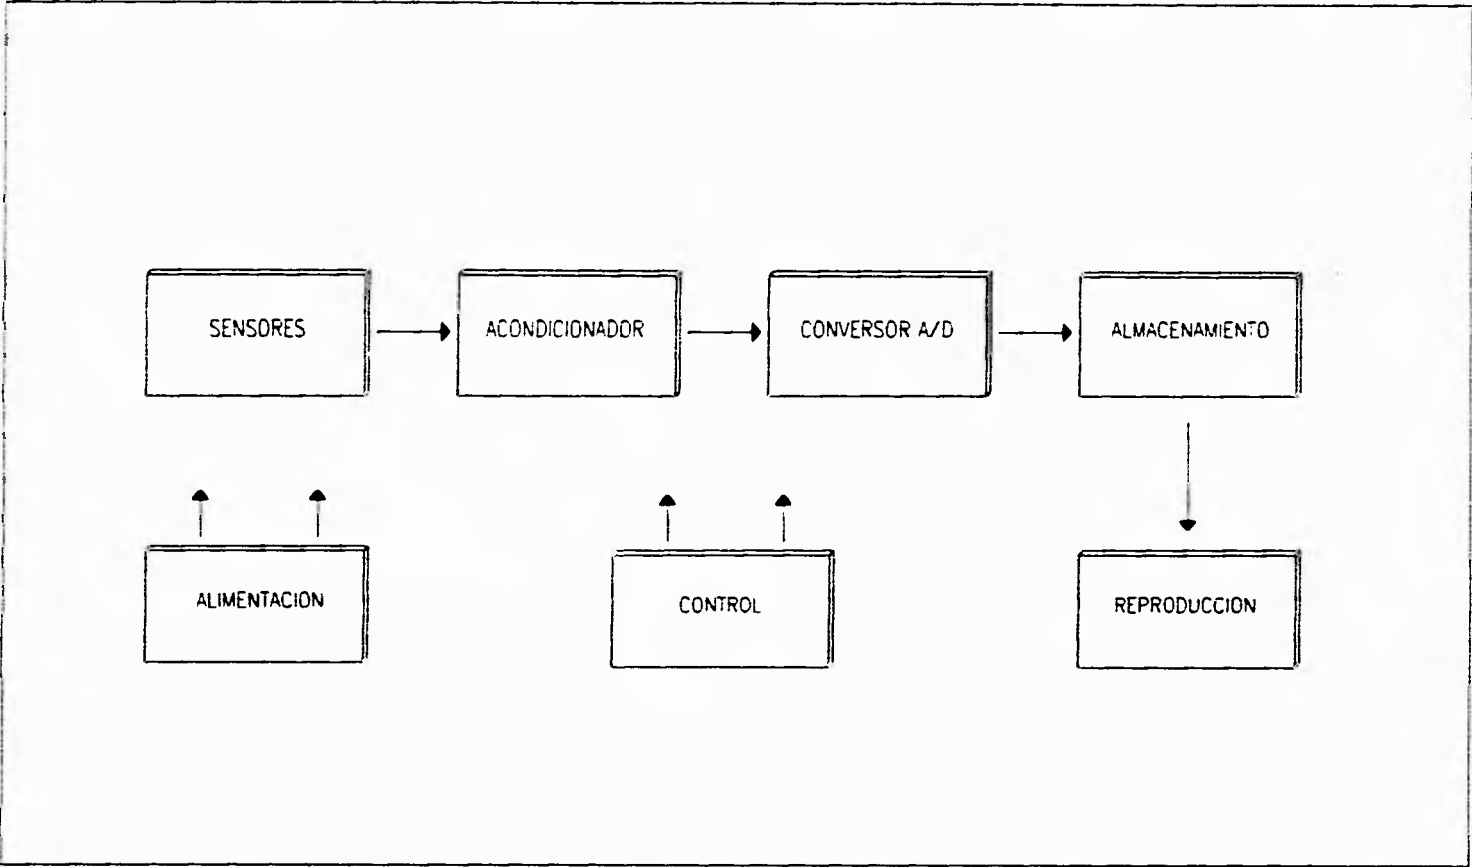 SENSORES
ACONDICIONADOR
CONVERSOR A/D
ALMACENAMIENTO
ALIMENTACION
CONTROL
REPRODUCCION